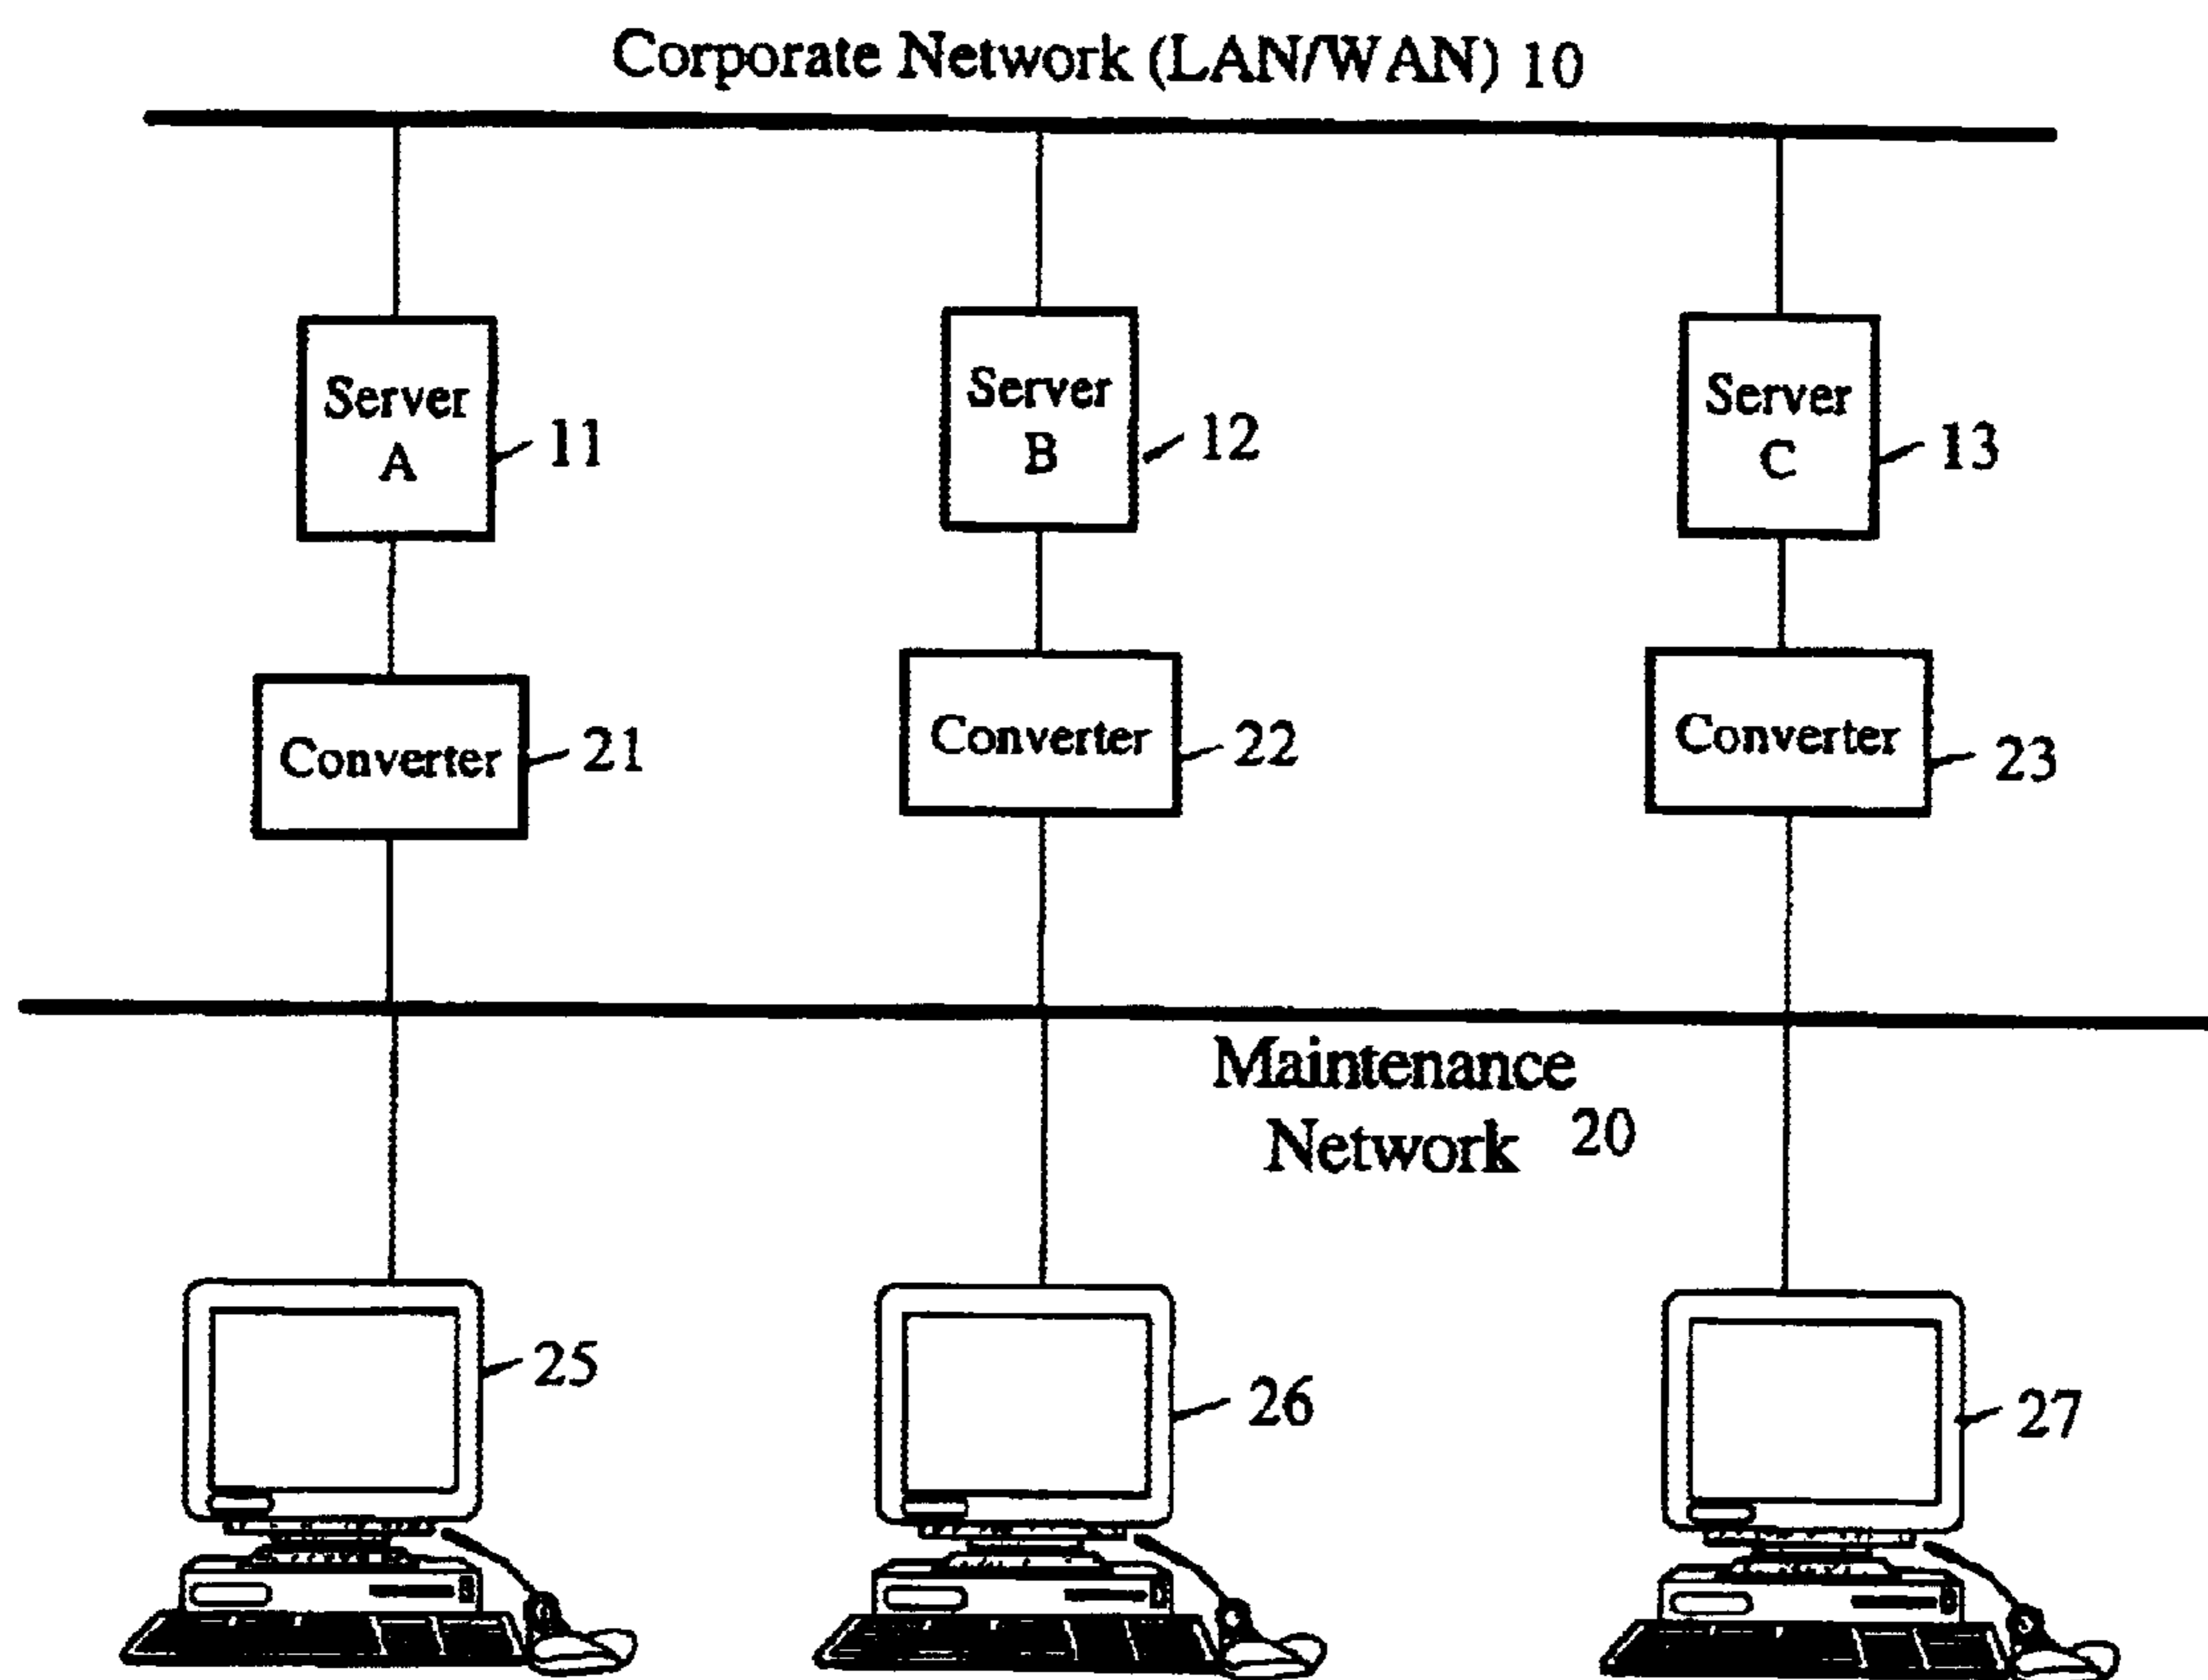 Corporate Network (LAN/WAN) 10
Server
A
11
Server
B
12
Server
C
13
Converter
21
Converter
22
Converter
23
Maintenance
Network 20
25
26
27